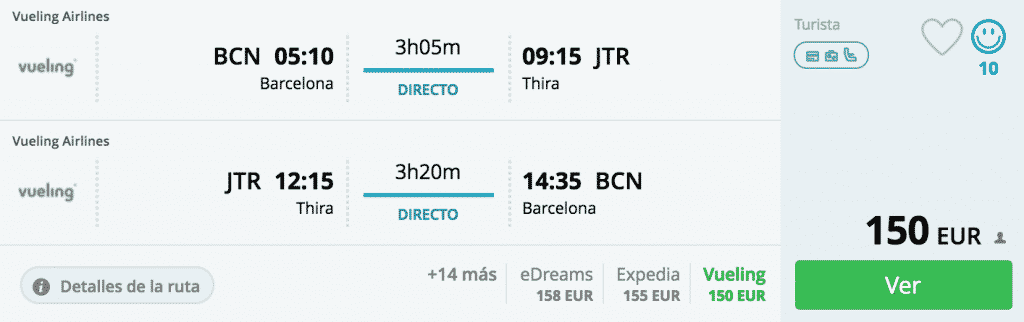 Vueling Airlines
vueling
BCN 05:10
Barcelona
3h05m
DIRECTO
09:15 JTR
Thira
Vueling Airlines
vueling
JTR 12:15
Thira
3h20m
DIRECTO
14:35 BCN
Barcelona
Detalles de la ruta
+14 más
eDreams
158 EUR
Expedia
155 EUR
Vueling
150 EUR
Turista
10
150 EUR
Ver